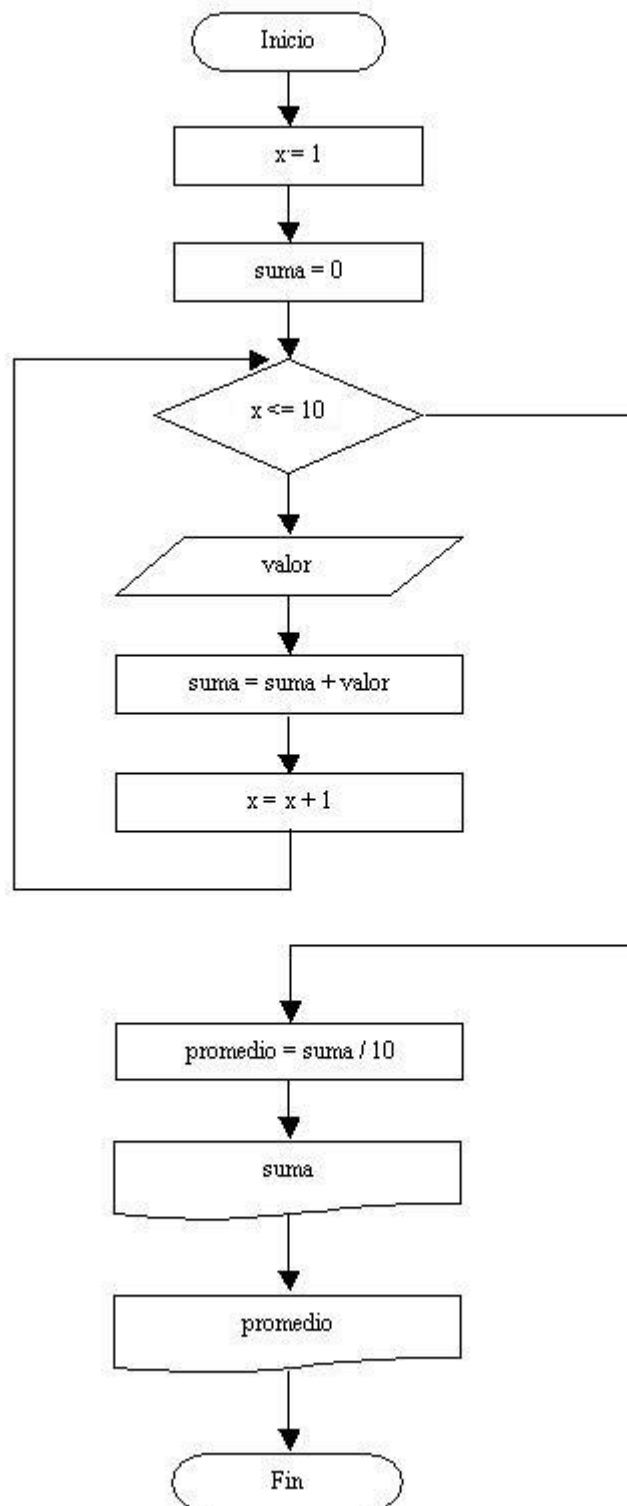 Inicio
x = 1
suma = 0
x <= 10
valor
suma = suma + valor
x = x + 1
promedio = suma / 10
suma
promedio
Fin